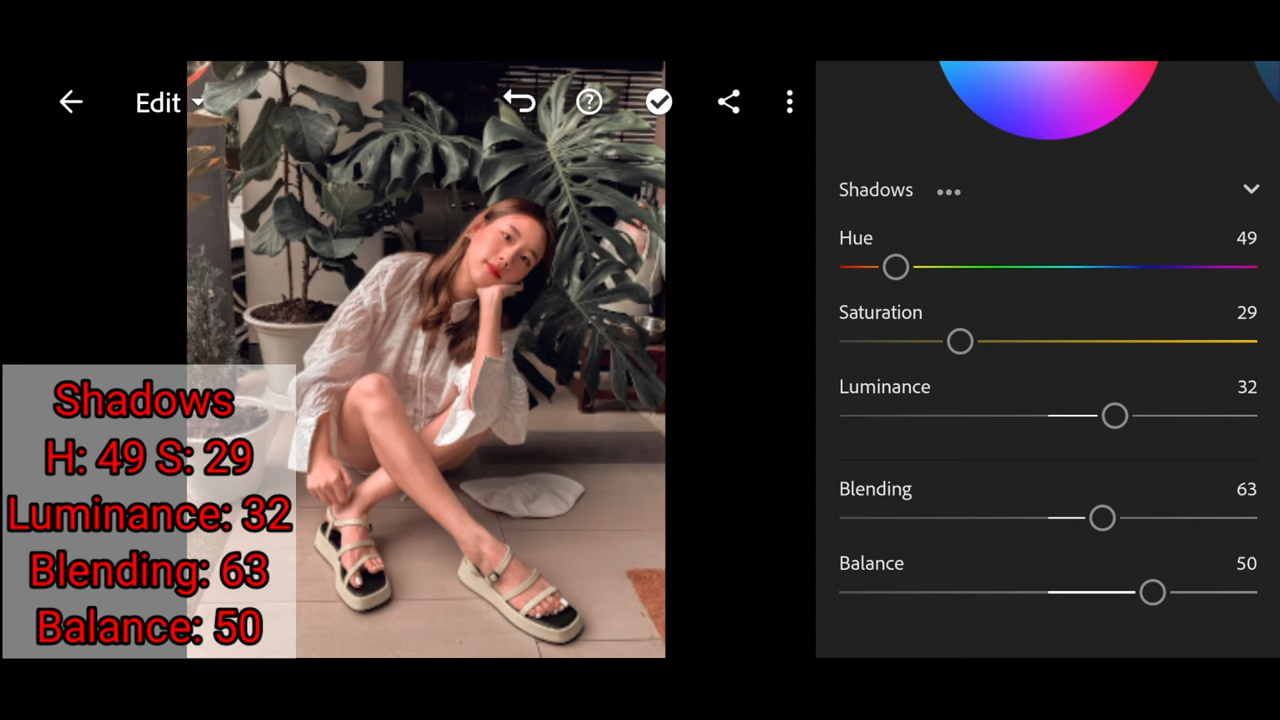 Edit
Shadows
Hue 49
Saturation 29
Luminance 32
Blending 63
Balance 50
Shadows
H: 49 S: 29
Luminance: 32
Blending: 63
Balance: 50